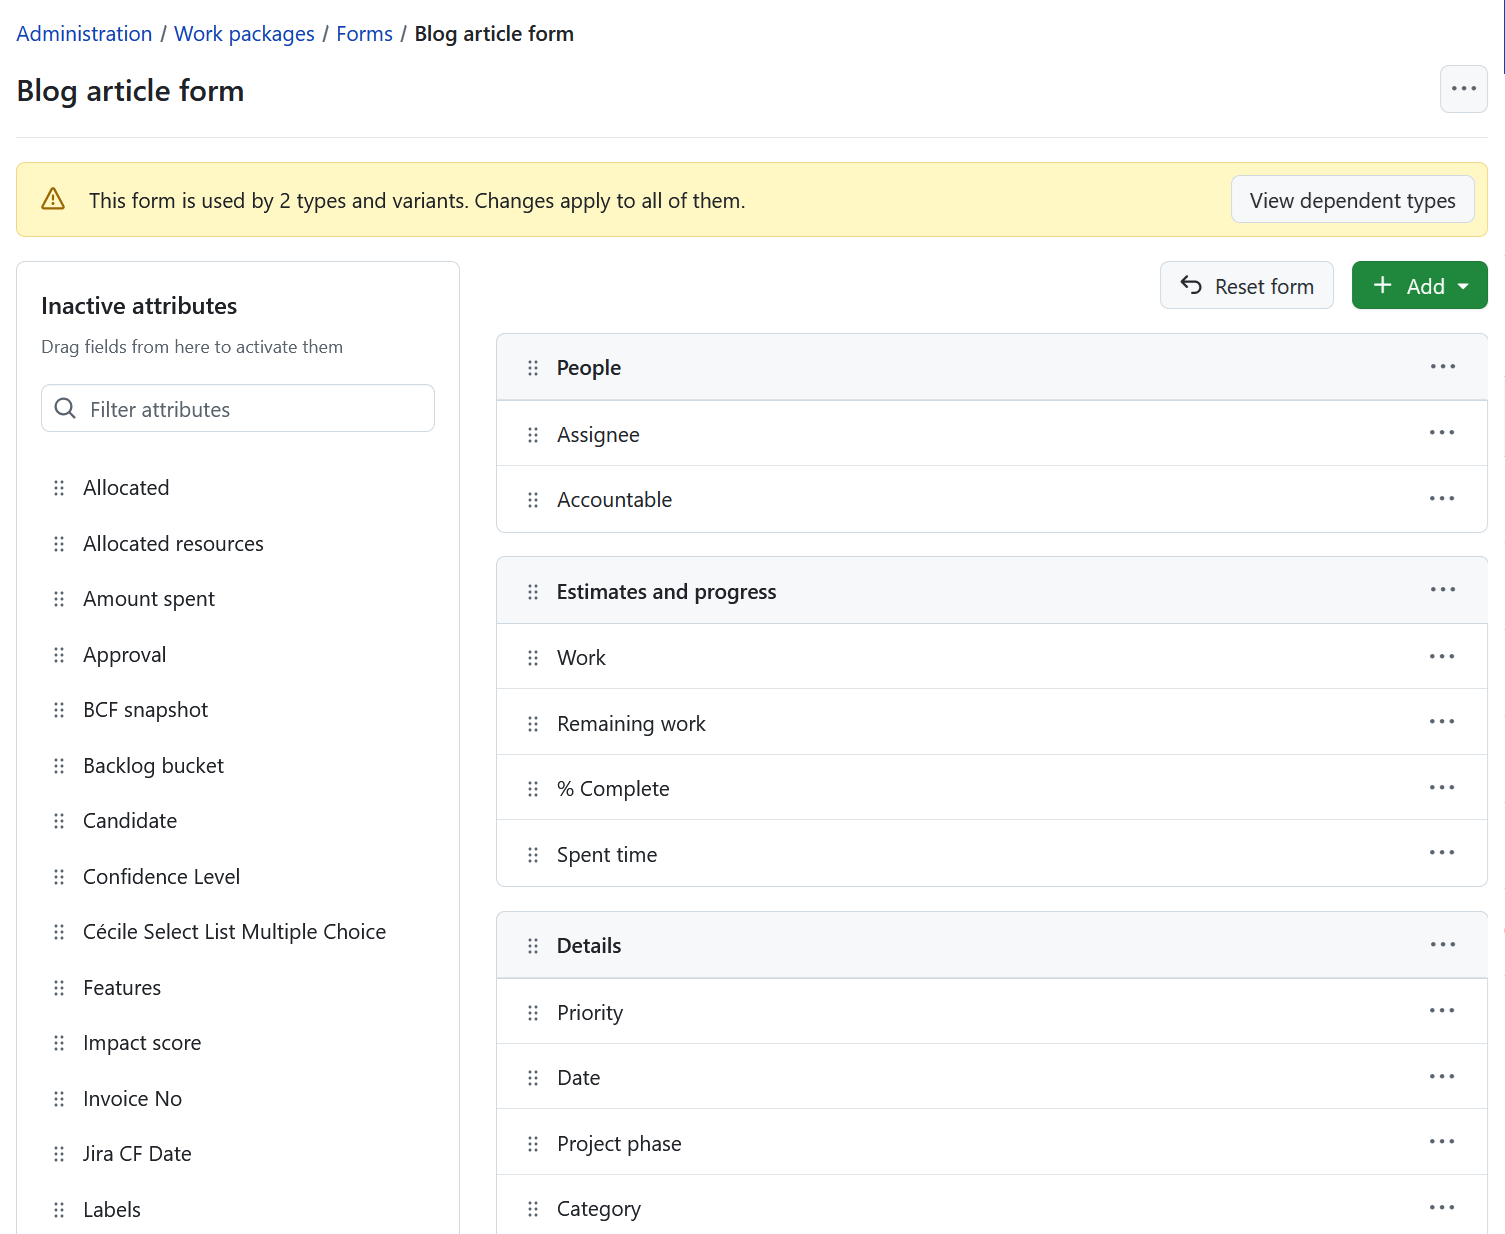 Administration / Work packages / Forms / Blog article form
Blog article form
This form is used by 2 types and variants. Changes apply to all of them.
View dependent types
Inactive attributes
Drag fields from here to activate them
Filter attributes
Allocated
Allocated resources
Amount spent
Approval
BCF snapshot
Backlog bucket
Candidate
Confidence Level
Cécile Select List Multiple Choice
Features
Impact score
Invoice No
Jira CF Date
Labels
Reset form
Add
People
Assignee
Accountable
Estimates and progress
Work
Remaining work
% Complete
Spent time
Details
Priority
Date
Project phase
Category